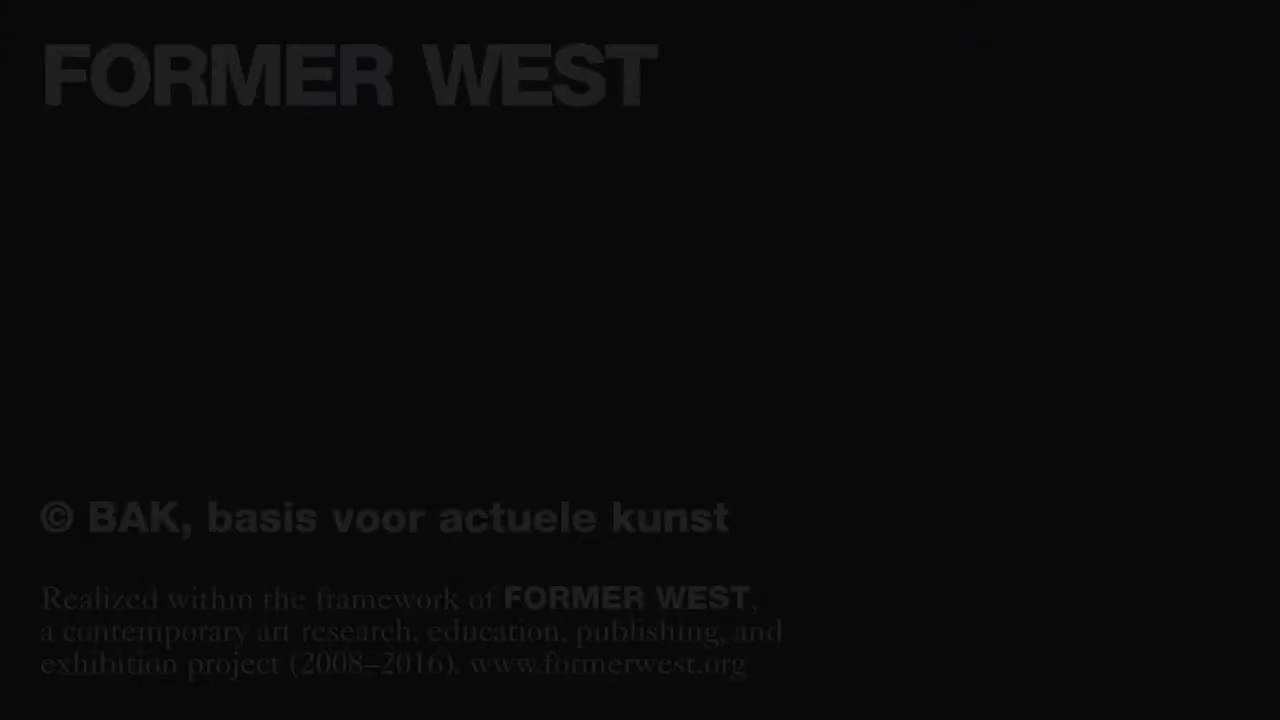 FORMER WEST
© BAK, basis voor actuele kunst
Realized within the framework of FORMER WEST,
a contemporary art research, education, publishing, and
exhibition project (2008–2016). www.formerwest.org